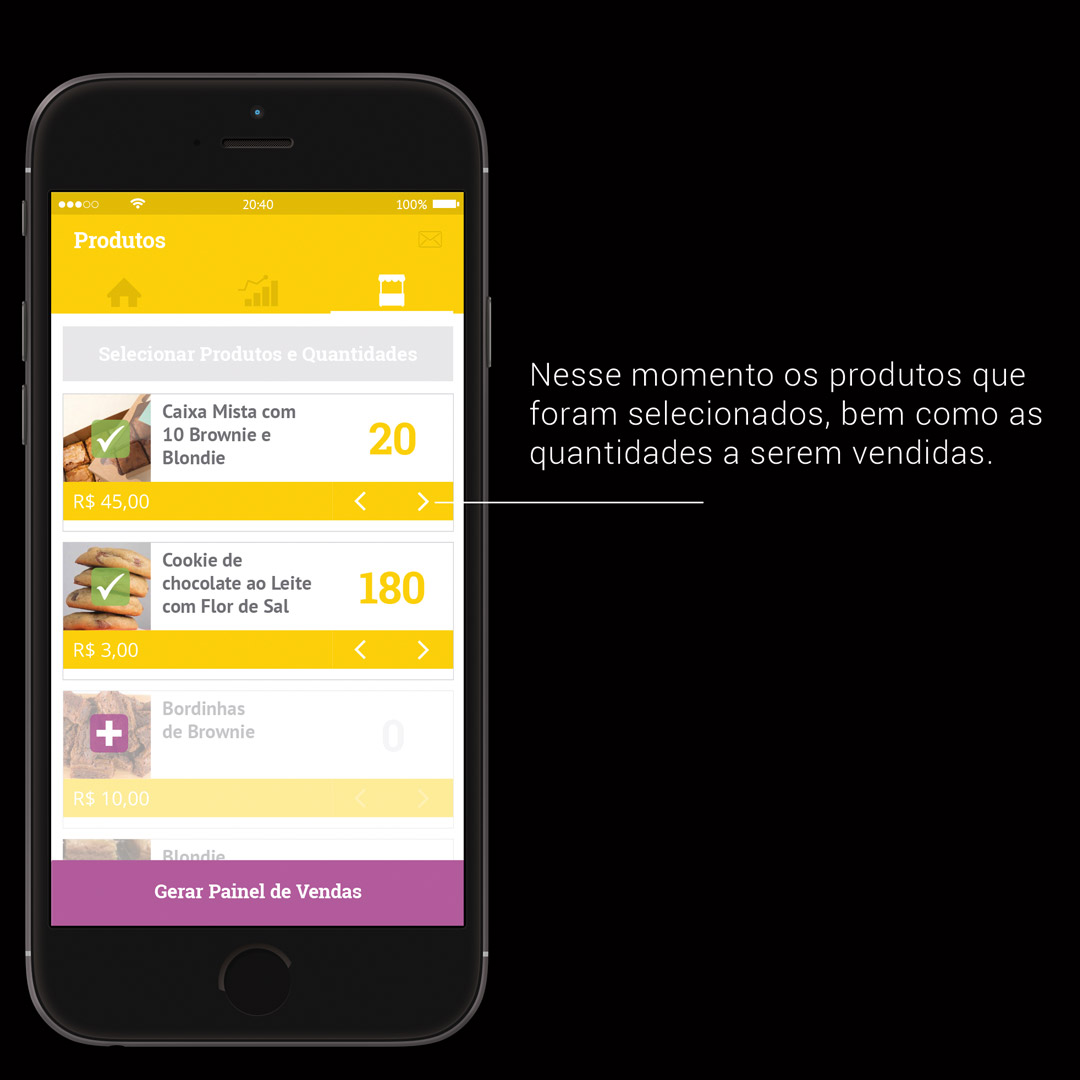 20:40
100%
Produtos
Selecionar Produtos e Quantidades
Caixa Mista com
10 Brownie e
Blondie
20
R$ 45,00
Cookie de
chocolate ao Leite
com Flor de Sal
180
R$ 3,00
Bordinhas
de Brownie
0
R$ 10,00
Blondie
Gerar Painel de Vendas
Nesse momento os produtos que
foram selecionados, bem como as
quantidades a serem vendidas.